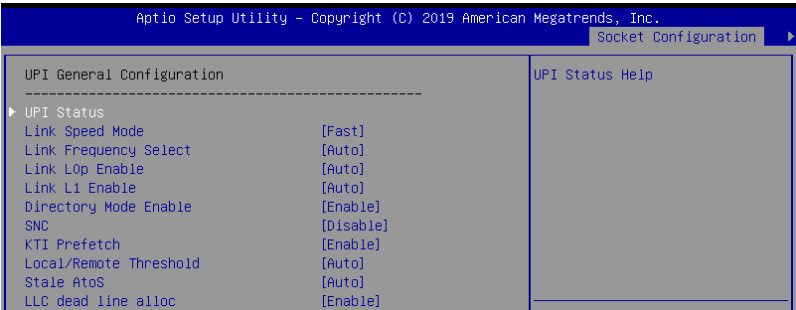 Aptio Setup Utility – Copyright (C) 2019 American Megatrends, Inc.
Socket Configuration
UPI General Configuration
------------------------------------------------
UPI Status
Link Speed Mode [Fast]
Link Frequency Select [Auto]
Link L0p Enable [Auto]
Link L1 Enable [Auto]
Directory Mode Enable [Enable]
SNC [Disable]
KTI Prefetch [Enable]
Local/Remote Threshold [Auto]
Stale AtoS [Auto]
LLC dead line alloc [Enable]
UPI Status Help